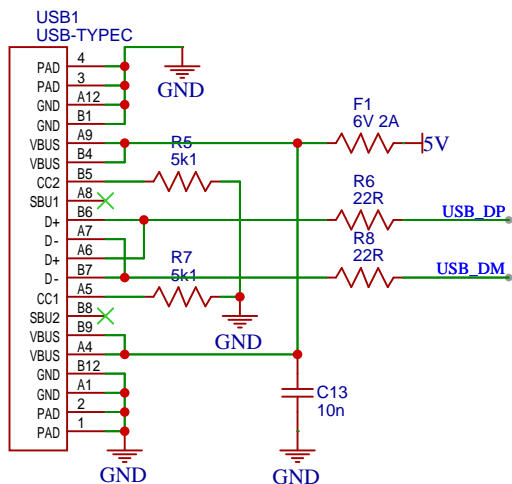 USB1
USB-TYPEC
PAD 4
PAD 3
GND A12
GND B1
VBUS A9
VBUS B4
CC2 B5
SBU1 A8
D+ B6
D- A7
D+ A6
D- B7
CC1 A5
SBU2 B8
VBUS B9
VBUS A4
GND B12
GND A1
PAD 2
PAD 1
GND
R5
5k1
R7
5k1
GND
F1
6V 2A
5V
R6
22R
USB_DP
R8
22R
USB_DM
C13
10n
GND
GND